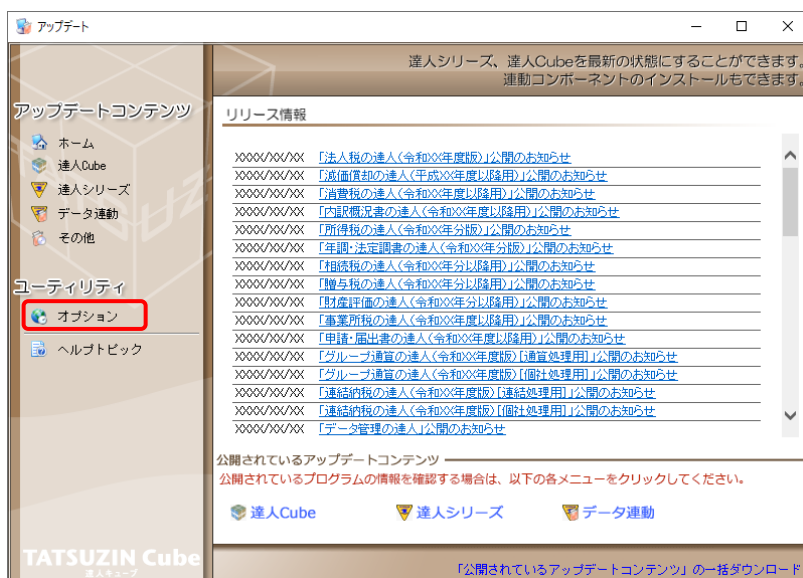 アップデート
達人シリーズ、達人Cubeを最新の状態にすることができます。
連動コンポーネントのインストールもできます。
アップデートコンテンツ
ホーム
達人Cube
達人シリーズ
データ連動
その他
ユーティリティ
オプション
ヘルプトピック
リリース情報
XXXX/XX/XX 「法人税の達人(令和XX年度版)」公開のお知らせ
XXXX/XX/XX 「減価償却の達人(平成XX年度以降用)」公開のお知らせ
XXXX/XX/XX 「消費税の達人(令和XX年度以降用)」公開のお知らせ
XXXX/XX/XX 「内訳概況書の達人(令和XX年度以降用)」公開のお知らせ
XXXX/XX/XX 「所得税の達人(令和XX年分版)」公開のお知らせ
XXXX/XX/XX 「年調・法定調書の達人(令和XX年分版)」公開のお知らせ
XXXX/XX/XX 「相続税の達人(令和XX年分以降用)」公開のお知らせ
XXXX/XX/XX 「贈与税の達人(令和XX年分以降用)」公開のお知らせ
XXXX/XX/XX 「財産評価の達人(令和XX年分以降用)」公開のお知らせ
XXXX/XX/XX 「事業所税の達人(令和XX年度以降用)」公開のお知らせ
XXXX/XX/XX 「申請・届出書の達人(令和XX年度以降用)」公開のお知らせ
XXXX/XX/XX 「グループ通算の達人(令和XX年度版)[通算処理用]」公開のお知らせ
XXXX/XX/XX 「グループ通算の達人(令和XX年度版)[個社処理用]」公開のお知らせ
XXXX/XX/XX 「連結納税の達人(令和XX年度版)[連結処理用]」公開のお知らせ
XXXX/XX/XX 「連結納税の達人(令和XX年度版)[個社処理用]」公開のお知らせ
XXXX/XX/XX 「データ管理の達人」公開のお知らせ
公開されているアップデートコンテンツ
公開されているプログラムの情報を確認する場合は、以下の各メニューをクリックしてください。
達人Cube 達人シリーズ データ連動
TATSUZIN Cube
達人キューブ
「公開されているアップデートコンテンツ」の一括ダウンロード